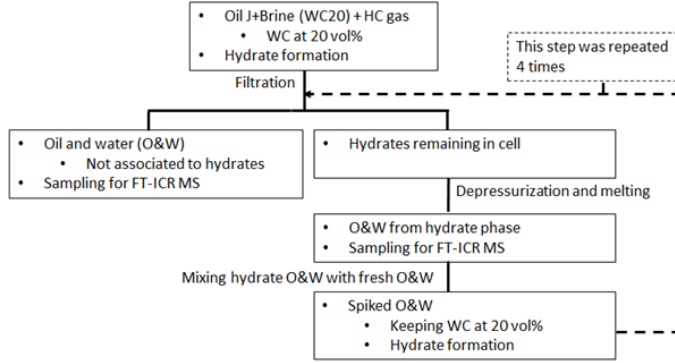 • Oil J+Brine (WC20) + HC gas
• WC at 20 vol%
• Hydrate formation
This step was repeated
4 times
Filtration
• Oil and water (O&W)
• Not associated to hydrates
• Sampling for FT-ICR MS
• Hydrates remaining in cell
Depressurization and melting
• O&W from hydrate phase
• Sampling for FT-ICR MS
Mixing hydrate O&W with fresh O&W
• Spiked O&W
• Keeping WC at 20 vol%
• Hydrate formation